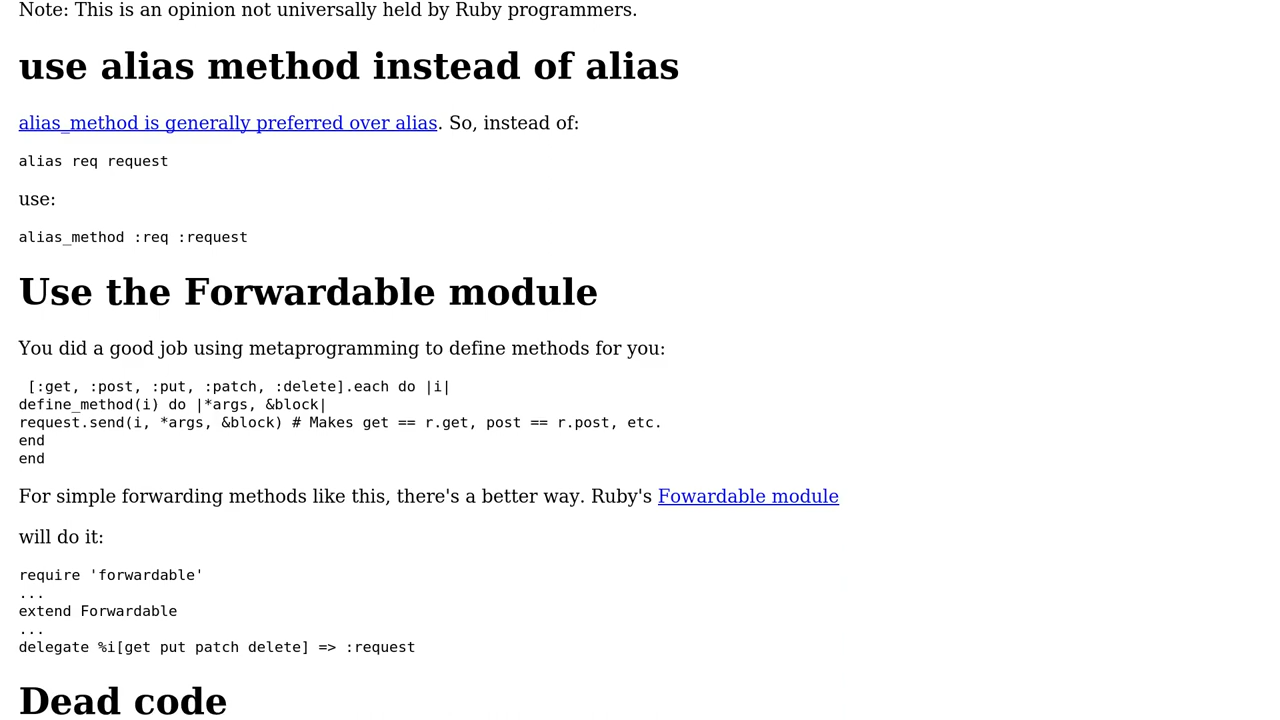 Note: This is an opinion not universally held by Ruby programmers.
use alias method instead of alias
alias_method is generally preferred over alias. So, instead of:
alias req request
use:
alias_method :req :request
Use the Forwardable module
You did a good job using metaprogramming to define methods for you:
[:get, :post, :put, :patch, :delete].each do |i|
define_method(i) do |*args, &block|
request.send(i, *args, &block) # Makes get == r.get, post == r.post, etc.
end
end
For simple forwarding methods like this, there's a better way. Ruby's Fowardable module
will do it:
require 'forwardable'
...
extend Forwardable
...
delegate %i[get put patch delete] => :request
Dead code